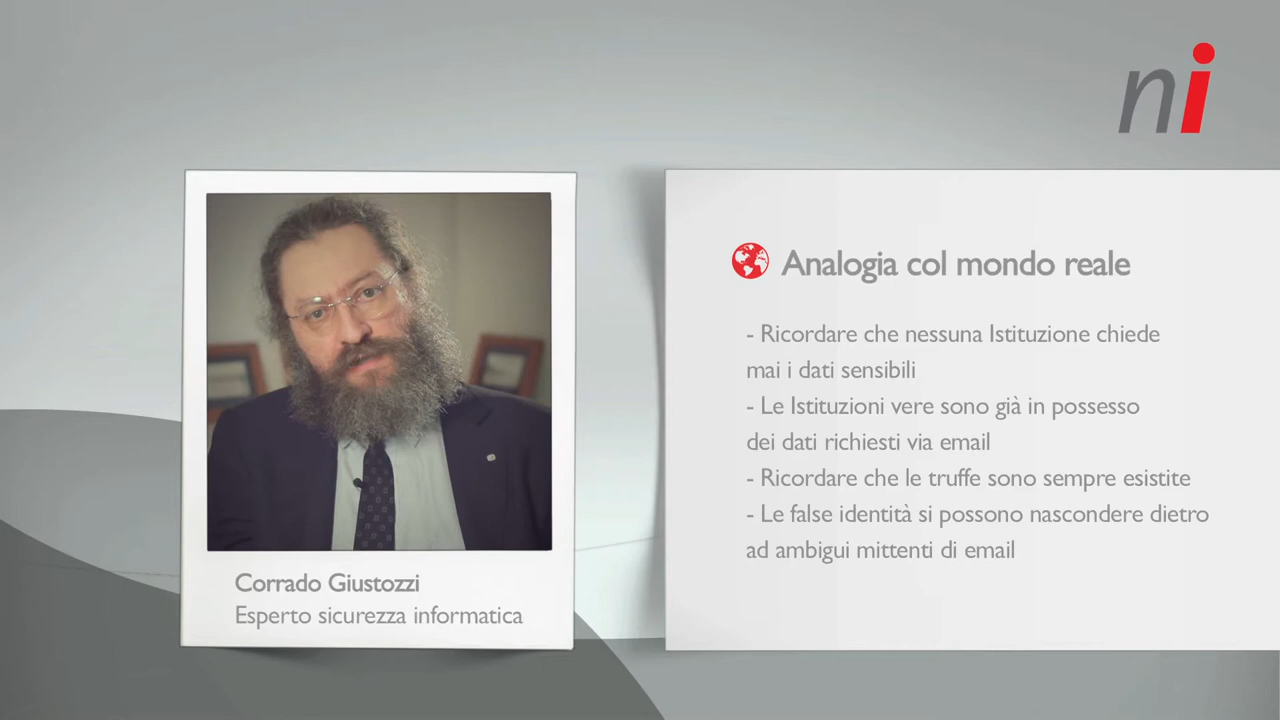 ni
Corrado Giustozzi
Esperto sicurezza informatica
Analogia col mondo reale
- Ricordare che nessuna Istituzione chiede
mai i dati sensibili
- Le Istituzioni vere sono già in possesso
dei dati richiesti via email
- Ricordare che le truffe sono sempre esistite
- Le false identità si possono nascondere dietro
ad ambigui mittenti di email